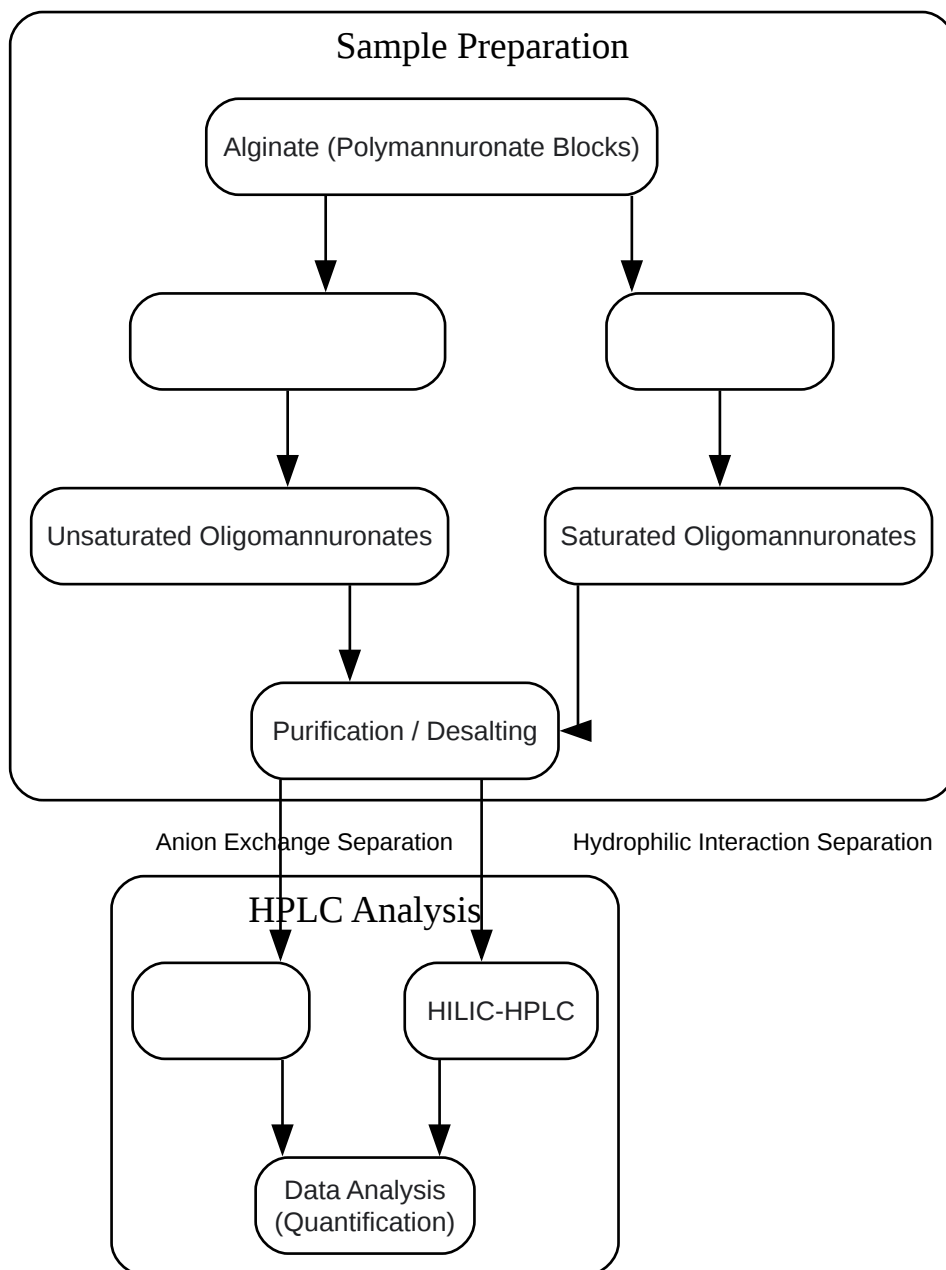 Sample Preparation
Alginate (Polymannuronate Blocks)
Unsaturated Oligomannuronates
Saturated Oligomannuronates
Purification / Desalting
Anion Exchange Separation
Hydrophilic Interaction Separation
HPLC Analysis
HILIC-HPLC
Data Analysis
(Quantification)